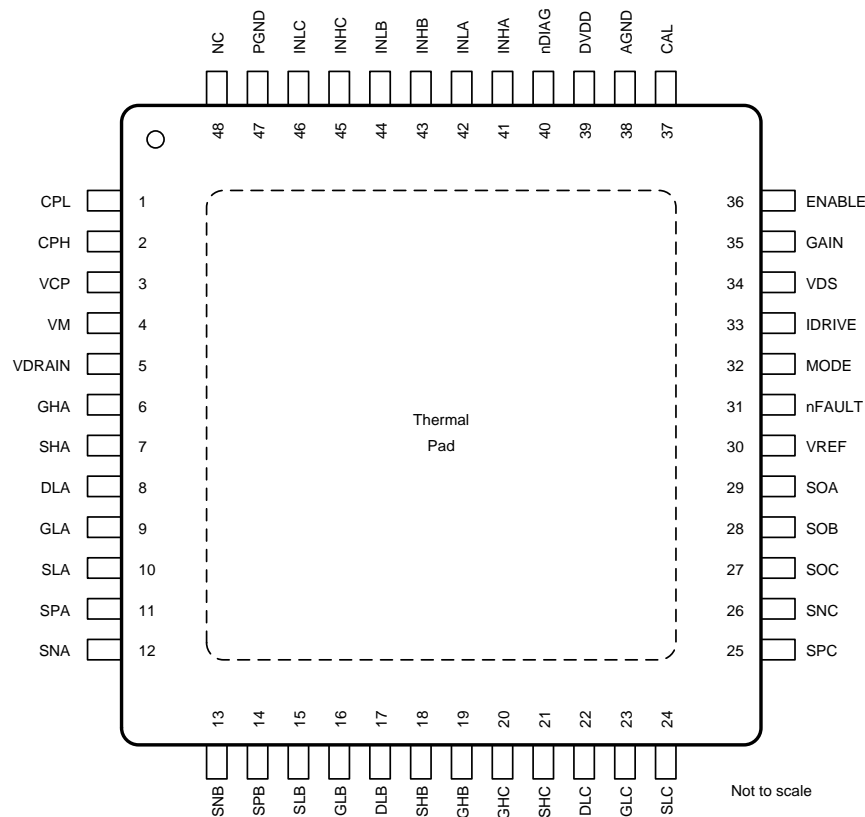 NC PGND INLC INHC INLB INHB INLA INHA nDIAG DVDD AGND CAL
48 47 46 45 44 43 42 41 40 39 38 37
CPL 1 36 ENABLE
CPH 2 35 GAIN
VCP 3 34 VDS
VM 4 33 IDRIVE
VDRAIN 5 32 MODE
GHA 6 31 nFAULT
Thermal
Pad
SHA 7 30 VREF
DLA 8 29 SOA
GLA 9 28 SOB
SLA 10 27 SOC
SPA 11 26 SNC
SNA 12 25 SPC
13 14 15 16 17 18 19 20 21 22 23 24
SNB SPB SLB GLB DLB SHB GHB GHC SHC DLC GLC SLC
Not to scale